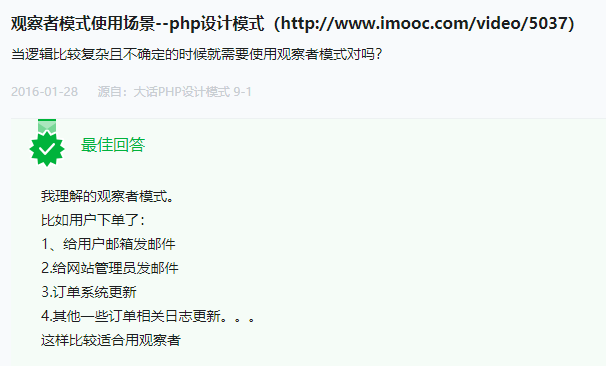 观察者模式使用场景--php设计模式（http://www.imooc.com/video/5037）
当逻辑比较复杂且不确定的时候就需要使用观察者模式对吗？
2016-01-28 源自：大话PHP设计模式 9-1
最佳回答
我理解的观察者模式。
比如用户下单了：
1、给用户邮箱发邮件
2.给网站管理员发邮件
3.订单系统更新
4.其他一些订单相关日志更新。。。
这样比较适合用观察者